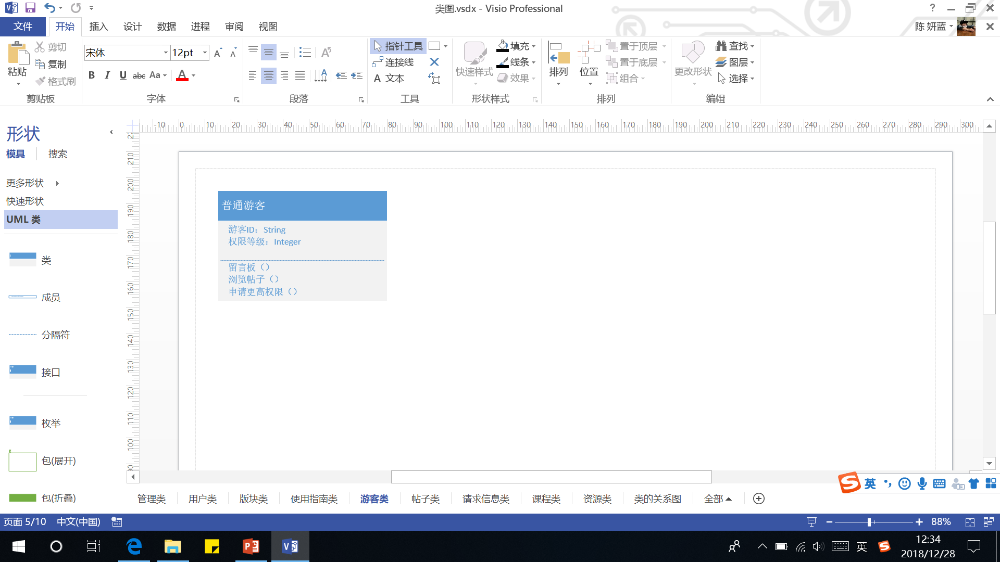 类图.vsdx - Visio Professional
文件 开始 插入 设计 数据 进程 审阅 视图
陈 妍蓝
粘贴 剪切 复制 格式刷
宋体 12pt
B I U abc Aa A
指针工具 连接线 A 文本
快速样式 填充 线条 效果
排列 位置 置于顶层 置于底层 组合
更改形状 查找 图层 选择
剪贴板 字体 段落 工具 形状样式 排列 编辑
形状
模具 搜索
更多形状
快速形状
UML 类
类
成员
分隔符
接口
枚举
包(展开)
包(折叠)
-10 0 10 20 30 40 50 60 70 80 90 100 110 120 130 140 150 160 170 180 190 200 210 220 230 240 250 260 270 280 290 300
210 200 190 180 170 160 150 140 130 120 110 100
普通游客
游客ID：String
权限等级：Integer
留言板（）
浏览帖子（）
申请更高权限（）
英
管理类 用户类 版块类 使用指南类 游客类 帖子类 请求信息类 课程类 资源类 类的关系图 全部
页面 5/10 中文(中国) 88%
英 12:34
2018/12/28